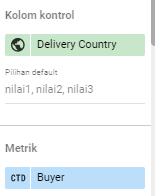 Kolom kontrol
Delivery Country
Pilihan default
nilai1, nilai2, nilai3
Metrik
CTD Buyer